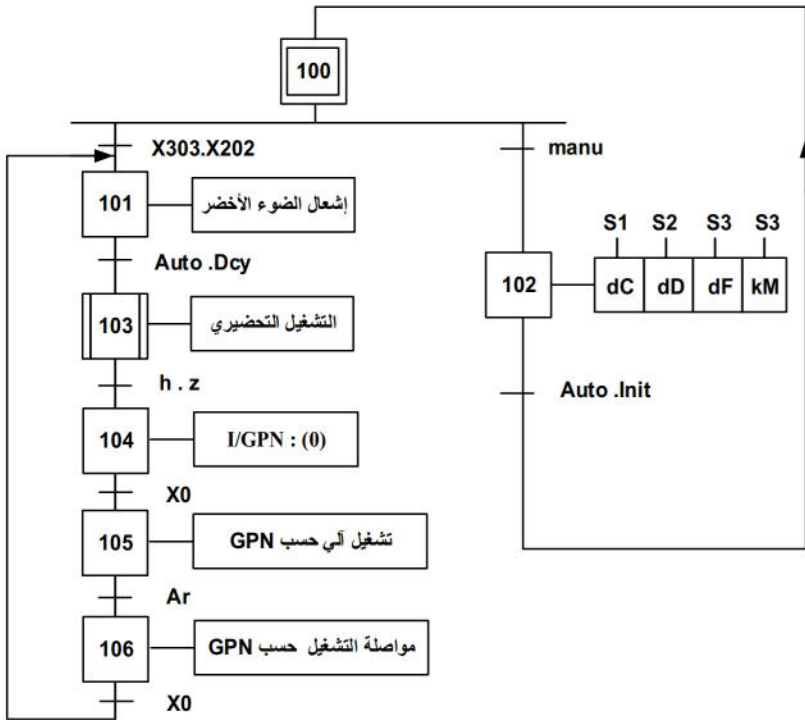 100
X303.X202
manu
101
إشعال الضوء الأخضر
S1 S2 S3 S3
Auto .Dcy
102
dC dD dF kM
103
التشغيل التحضيري
h . z
Auto .Init
104
I/GPN : (0)
X0
105
تشغيل آلي حسب GPN
Ar
106
مواصلة التشغيل حسب GPN
X0